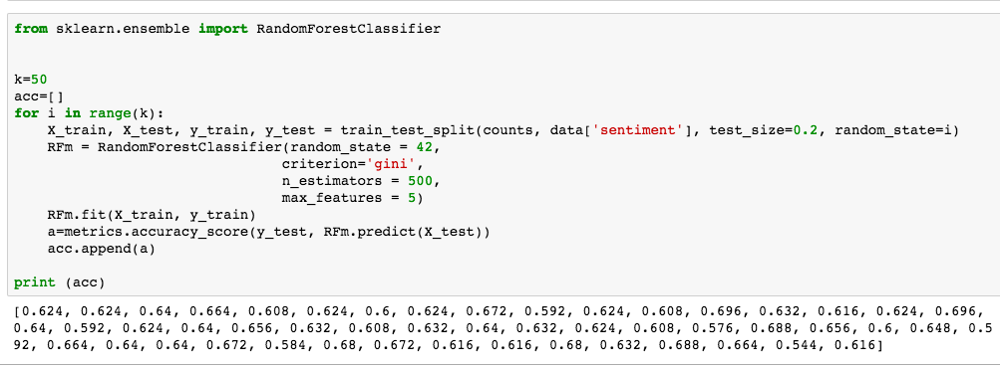 from sklearn.ensemble import RandomForestClassifier
k=50
acc=[]
for i in range(k):
    X_train, X_test, y_train, y_test = train_test_split(counts, data['sentiment'], test_size=0.2, random_state=i)
    RFm = RandomForestClassifier(random_state = 42,
                                criterion='gini',
                                n_estimators = 500,
                                max_features = 5)
    RFm.fit(X_train, y_train)
    a=metrics.accuracy_score(y_test, RFm.predict(X_test))
    acc.append(a)
print (acc)
[0.624, 0.624, 0.64, 0.664, 0.608, 0.624, 0.6, 0.624, 0.672, 0.592, 0.624, 0.608, 0.696, 0.632, 0.616, 0.624, 0.696,
0.64, 0.592, 0.624, 0.64, 0.656, 0.632, 0.608, 0.632, 0.64, 0.632, 0.624, 0.608, 0.576, 0.688, 0.656, 0.6, 0.648, 0.5
92, 0.664, 0.64, 0.64, 0.672, 0.584, 0.68, 0.672, 0.616, 0.616, 0.68, 0.632, 0.688, 0.664, 0.544, 0.616]